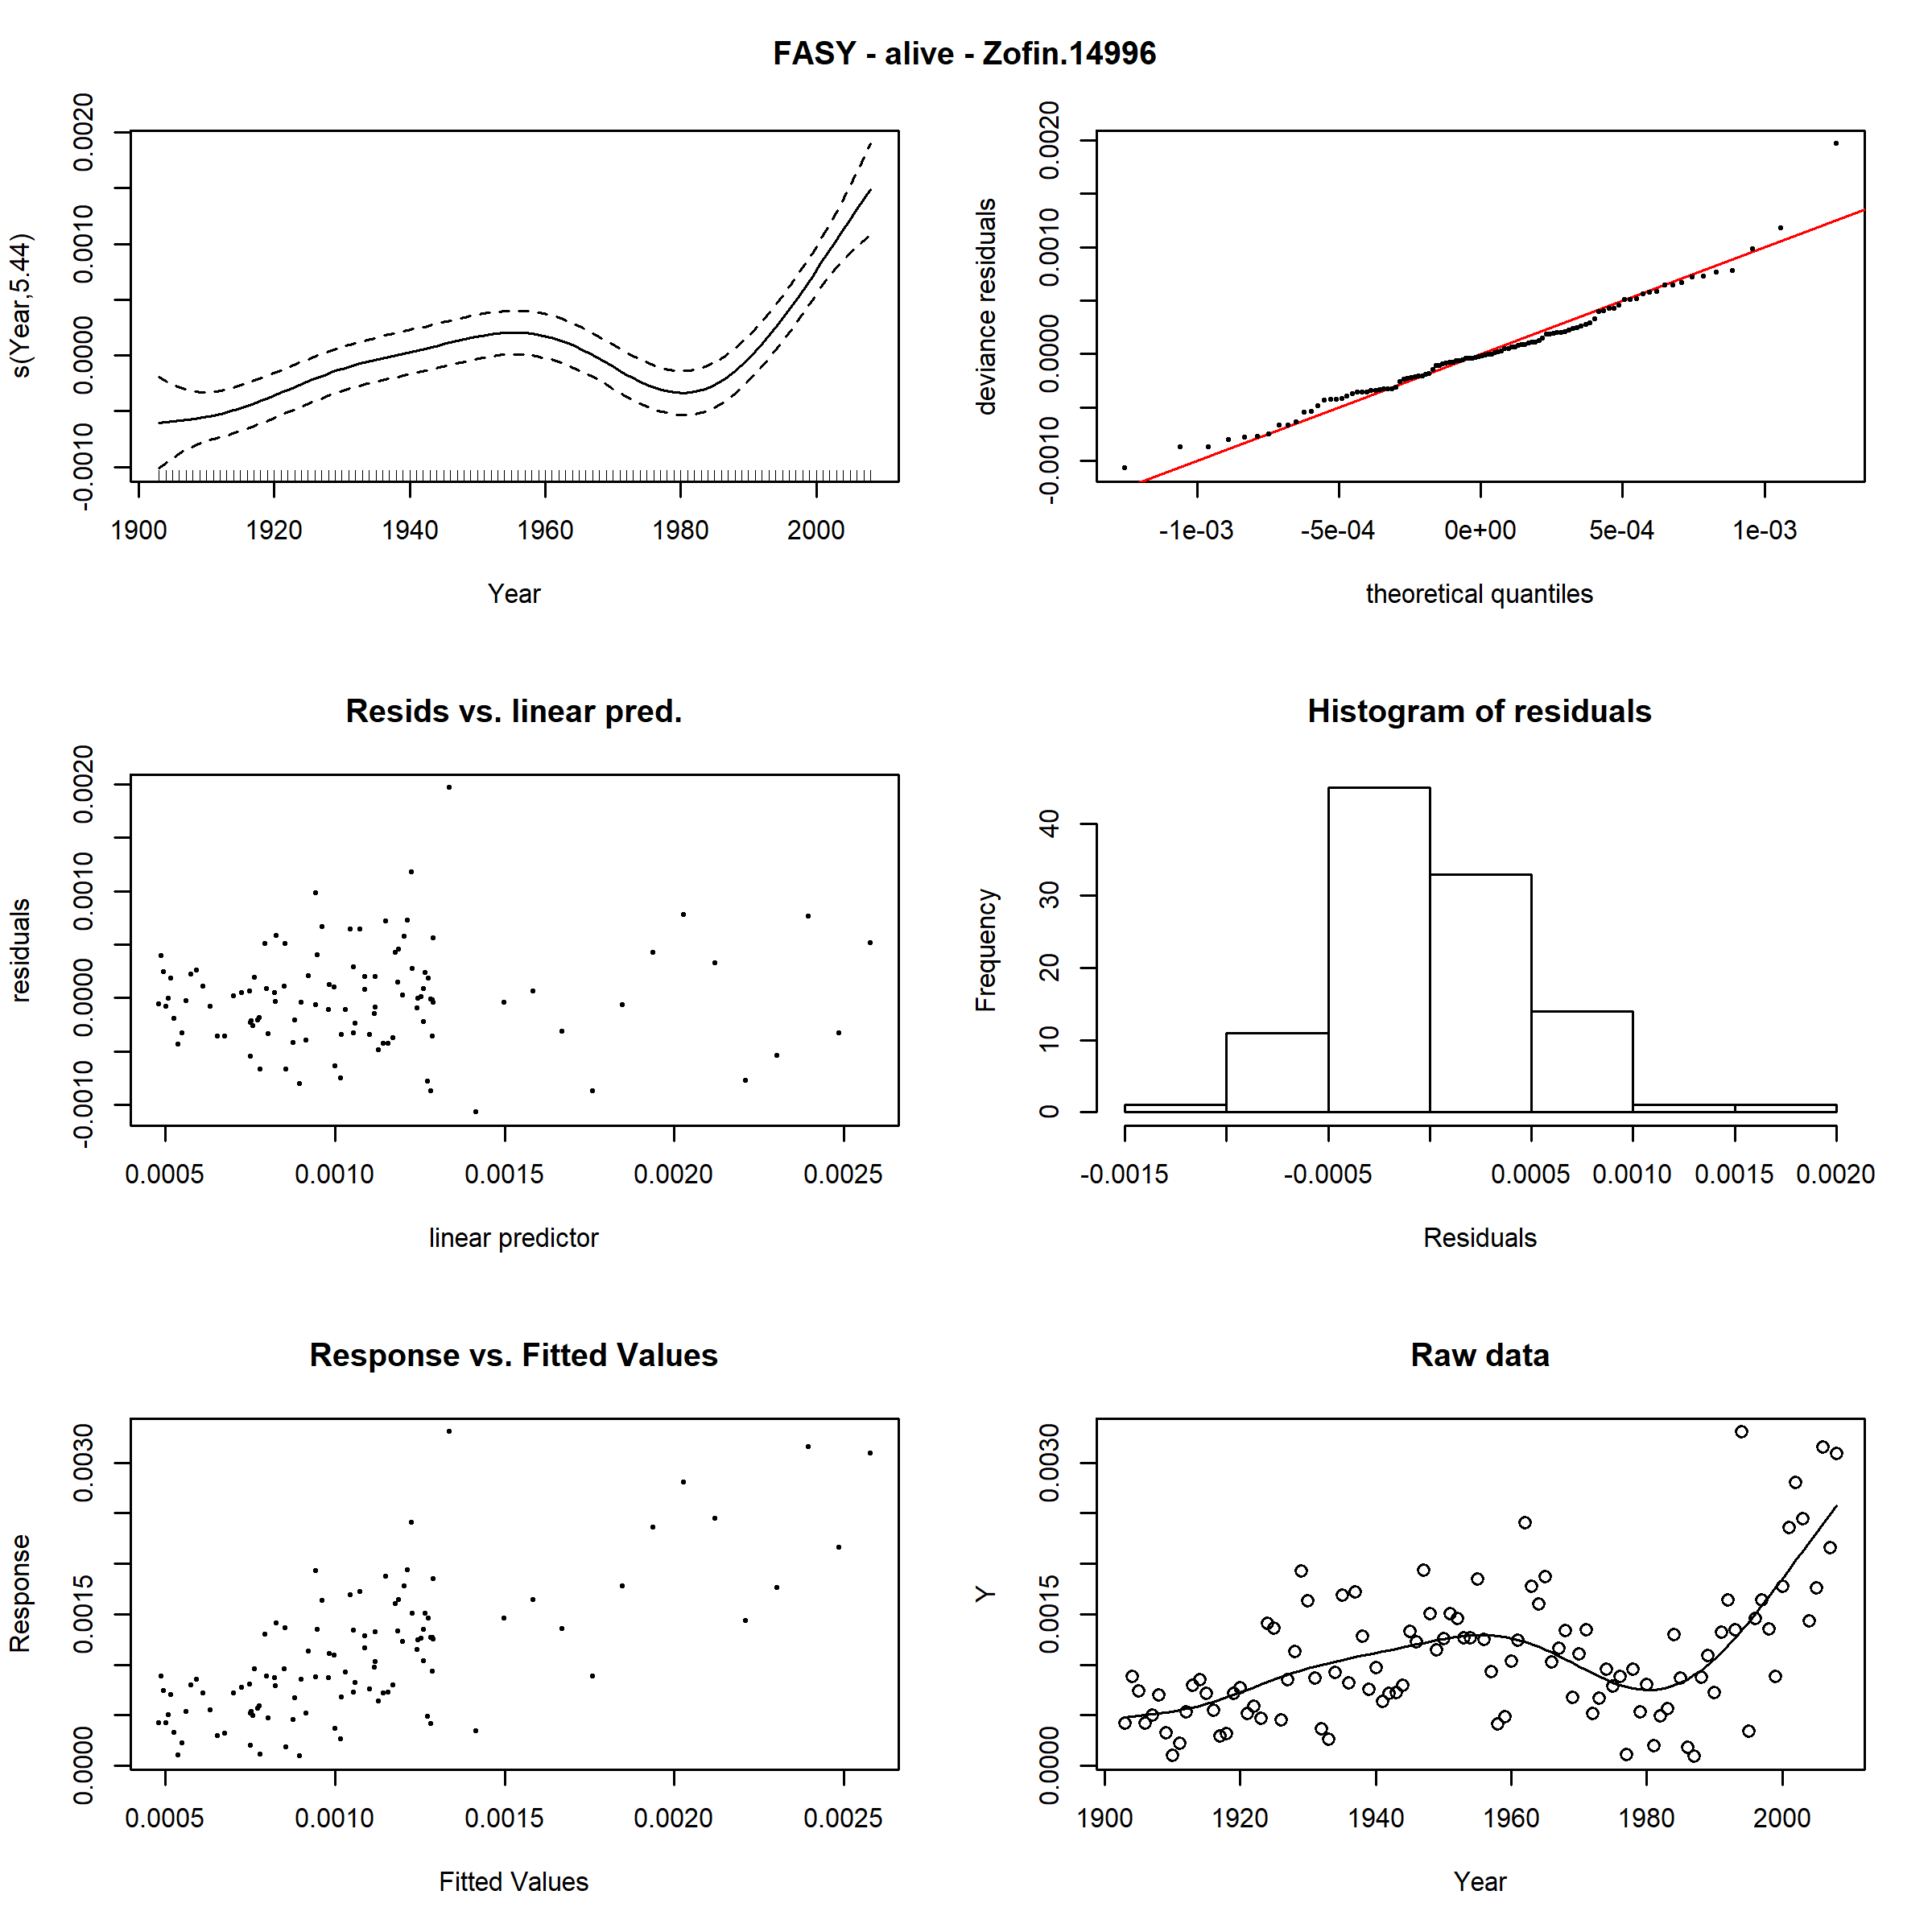 FASY - alive - Zofin.14996
s(Year,5.44)
-0.0010 0.0000 0.0010 0.0020
1900 1920 1940 1960 1980 2000
Year
deviance residuals
-0.0010 0.0000 0.0010 0.0020
-1e-03 -5e-04 0e+00 5e-04 1e-03
theoretical quantiles
Resids vs. linear pred.
residuals
-0.0010 0.0000 0.0010 0.0020
0.0005 0.0010 0.0015 0.0020 0.0025
linear predictor
Histogram of residuals
Frequency
0 10 20 30 40
-0.0015 -0.0005 0.0005 0.0010 0.0015 0.0020
Residuals
Response vs. Fitted Values
Response
0.0000 0.0015 0.0030
0.0005 0.0010 0.0015 0.0020 0.0025
Fitted Values
Raw data
Y
0.0000 0.0015 0.0030
1900 1920 1940 1960 1980 2000
Year